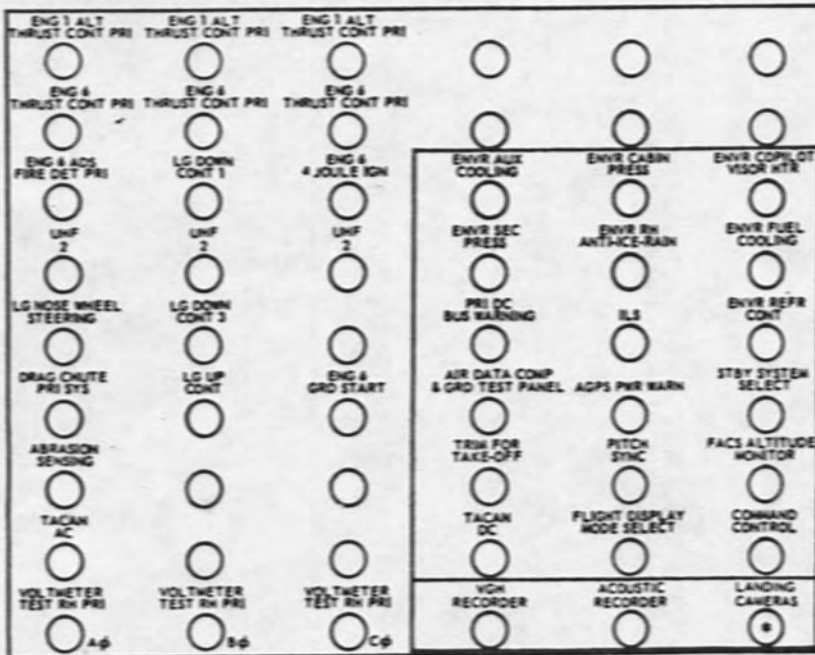 ENG 1 ALT THRUST CONT PRI
ENG 1 ALT THRUST CONT PRI
ENG 1 ALT THRUST CONT PRI
ENG 6 THRUST CONT PRI
ENG 6 THRUST CONT PRI
ENG 6 THRUST CONT PRI
ENG 6 ADS FIRE DET PRI
LG DOWN CONT 1
ENG 6 4 JOULE IGN
ENVR AUX COOLING
ENVR CABIN PRESS
ENVR COPILOT VISOR HTR
UHF 2
UHF 2
UHF 2
ENVR SEC PRESS
ENVR RH ANTI-ICE-RAIN
ENVR FUEL COOLING
LG NOSE WHEEL STEERING
LG DOWN CONT 3
PRI DC BUS WARNING
ILS
ENVR REFR CONT
DRAG CHUTE PRI SYS
LG UP CONT
ENG 6 GRD START
AIR DATA COMP & GRD TEST PANEL
AGPS PWR WARN
STBY SYSTEM SELECT
ABRASION SENSING
TRIM FOR TAKE-OFF
PITCH SYNC
FACS ALTITUDE MONITOR
TACAN AC
TACAN DC
FLIGHT DISPLAY MODE SELECT
COMMAND CONTROL
VOLTMETER TEST RH PRI
VOLTMETER TEST RH PRI
VOLTMETER TEST RH PRI
VGH RECORDER
ACOUSTIC RECORDER
LANDING CAMERAS
Aϕ
Bϕ
Cϕ
*